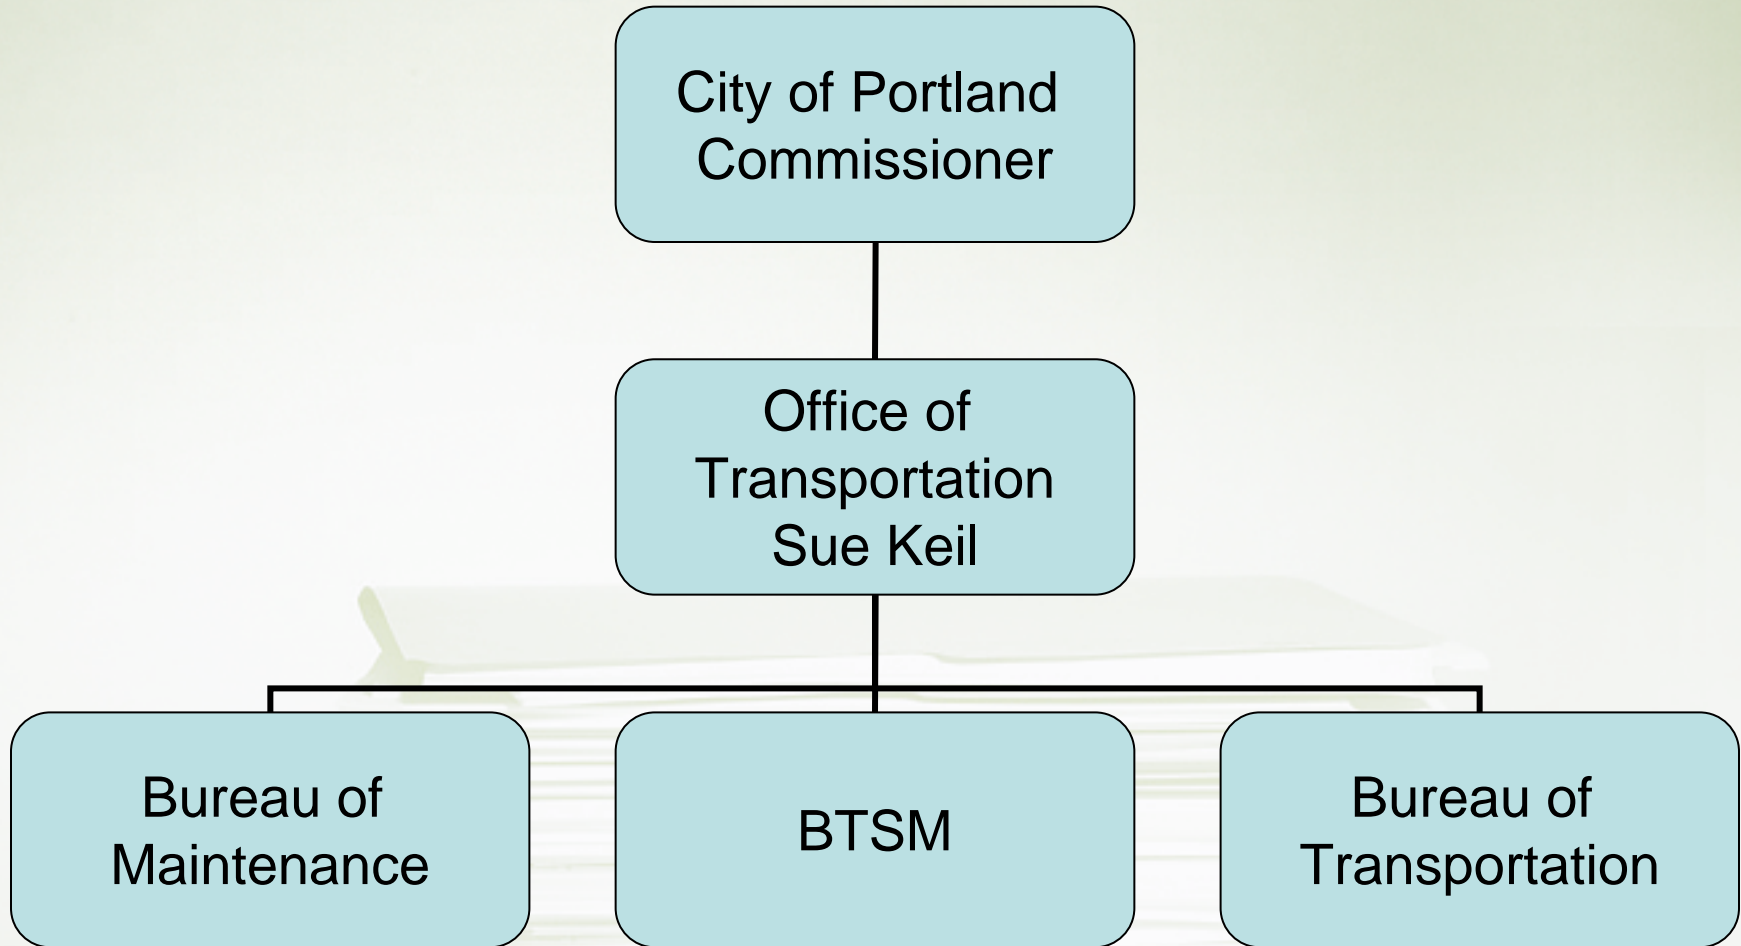 City of Portland
Commissioner
Office of
Transportation
Sue Keil
Bureau of
Maintenance
BTSM
Bureau of
Transportation